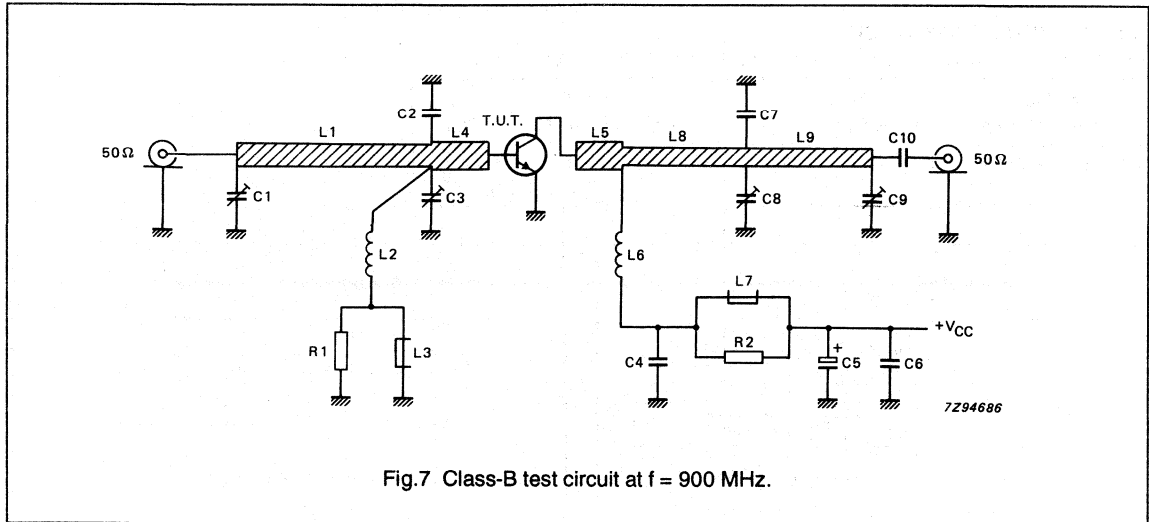 C2
T.U.T.
C7
L1
L4
L5
L8
L9
C10
50Ω
50Ω
C1
C3
C8
C9
L2
L6
L7
R1
L3
C4
R2
+
C5
C6
+VCC
7Z94686
Fig.7 Class-B test circuit at f = 900 MHz.